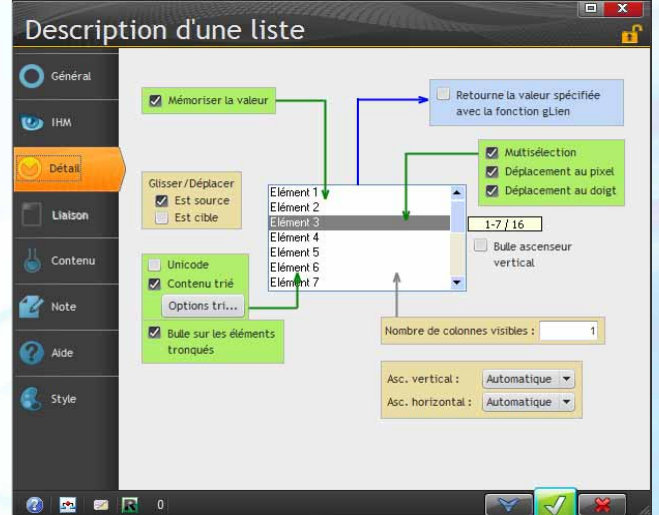 Description d'une liste
Général
IHM
Détail
Liaison
Contenu
Note
Aide
Style
Mémoriser la valeur
Retourne la valeur spécifiée
avec la fonction gLien
Multisélection
Déplacement au pixel
Déplacement au doigt
Glisser/Déplacer
Est source
Est cible
Elément 1
Elément 2
Elément 3
Elément 4
Elément 5
Elément 6
Elément 7
1-7 / 16
Bulle ascenseur
vertical
Unicode
Contenu trié
Options tri...
Bulle sur les éléments
tronqués
Nombre de colonnes visibles : 1
Asc. vertical : Automatique
Asc. horizontal : Automatique
R 0